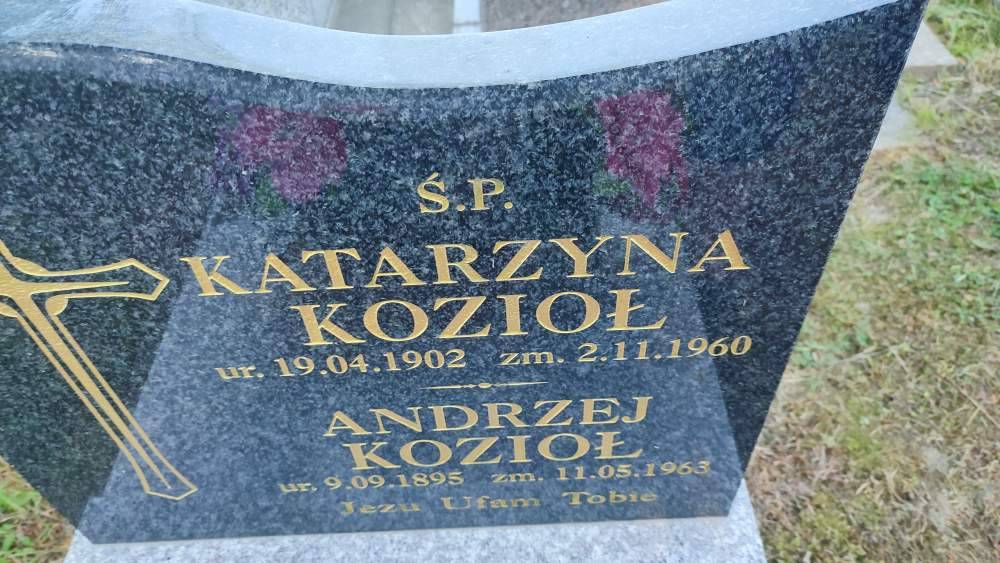 Ś.P.
KATARZYNA
KOZIOŁ
ur. 19.04.1902 zm. 2.11.1960
ANDRZEJ
KOZIOŁ
ur. 9.09.1895 zm. 11.05.1963
Jezu Ufam Tobie